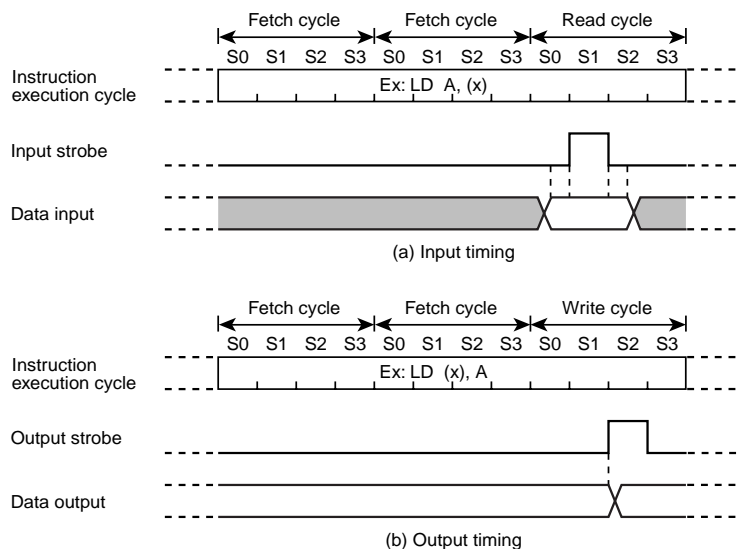 Fetch cycle Fetch cycle Read cycle
S0 S1 S2 S3 S0 S1 S2 S3 S0 S1 S2 S3
Instruction
execution cycle
Ex: LD A, (x)
Input strobe
Data input
(a) Input timing
Fetch cycle Fetch cycle Write cycle
S0 S1 S2 S3 S0 S1 S2 S3 S0 S1 S2 S3
Instruction
execution cycle
Ex: LD (x), A
Output strobe
Data output
(b) Output timing